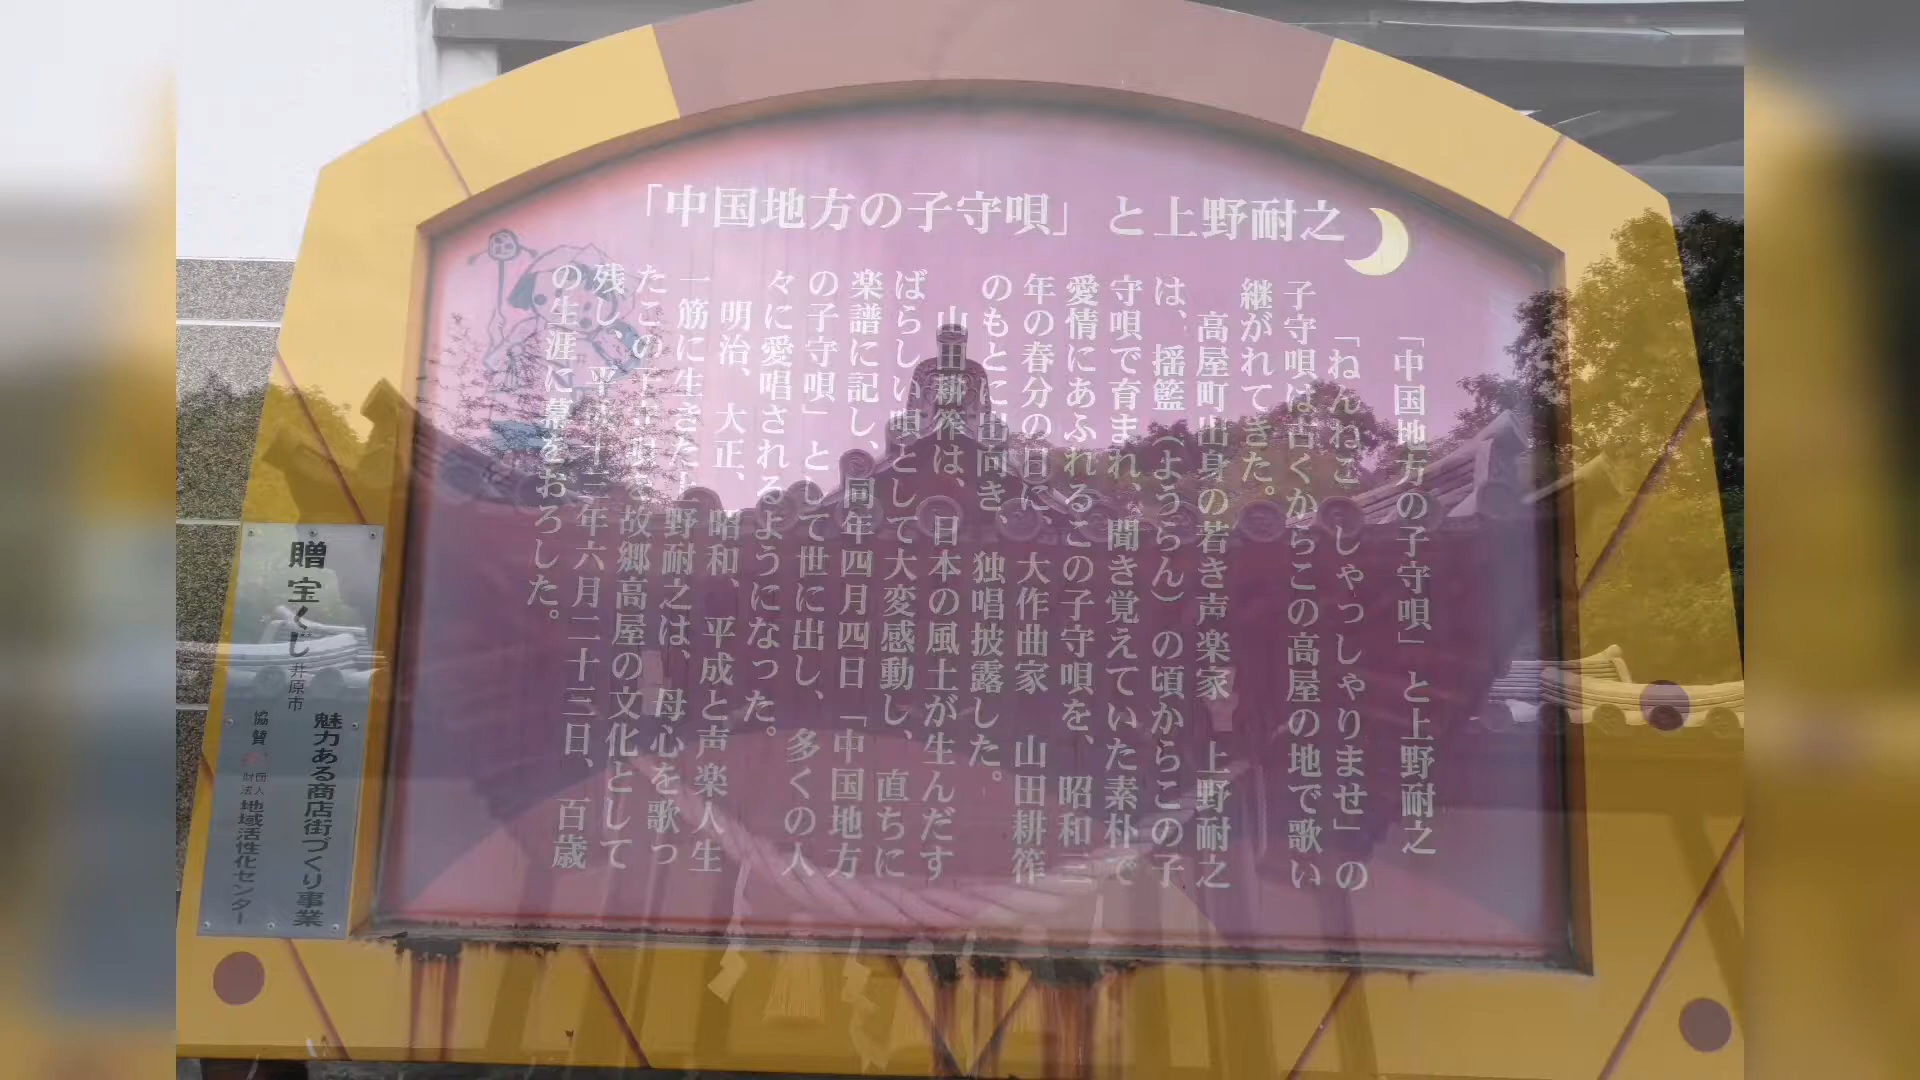 「中国地方の子守唄」と上野耐之
「中国地方の子守唄」と上野耐之
「ねんねこ　しゃっしゃりませ」の
子守唄は古くからこの高屋の地で歌い
継がれてきた。
高屋町出身の若き声楽家　上野耐之
は、揺籃（ようらん）の頃からこの子
守唄で育まれ、聞き覚えていた素朴で
愛情にあふれるこの子守唄を、昭和三
年の春分の日に、大作曲家　山田耕筰
のもとに出向き、独唱披露した。
山田耕筰は、日本の風土が生んだす
ばらしい唄として大変感動し、直ちに
楽譜に記し、同年四月四日「中国地方
の子守唄」として世に出し、多くの人
々に愛唱されるようになった。
明治、大正、昭和、平成と声楽人生
一筋に生きた上野耐之は、母心を歌っ
たこの子守唄を故郷高屋の文化として
残し、平成十三年六月二十三日、百歳
の生涯に幕をおろした。
贈 宝くじ 井原市
魅力ある商店街づくり事業
協賛 財団法人 地域活性化センター